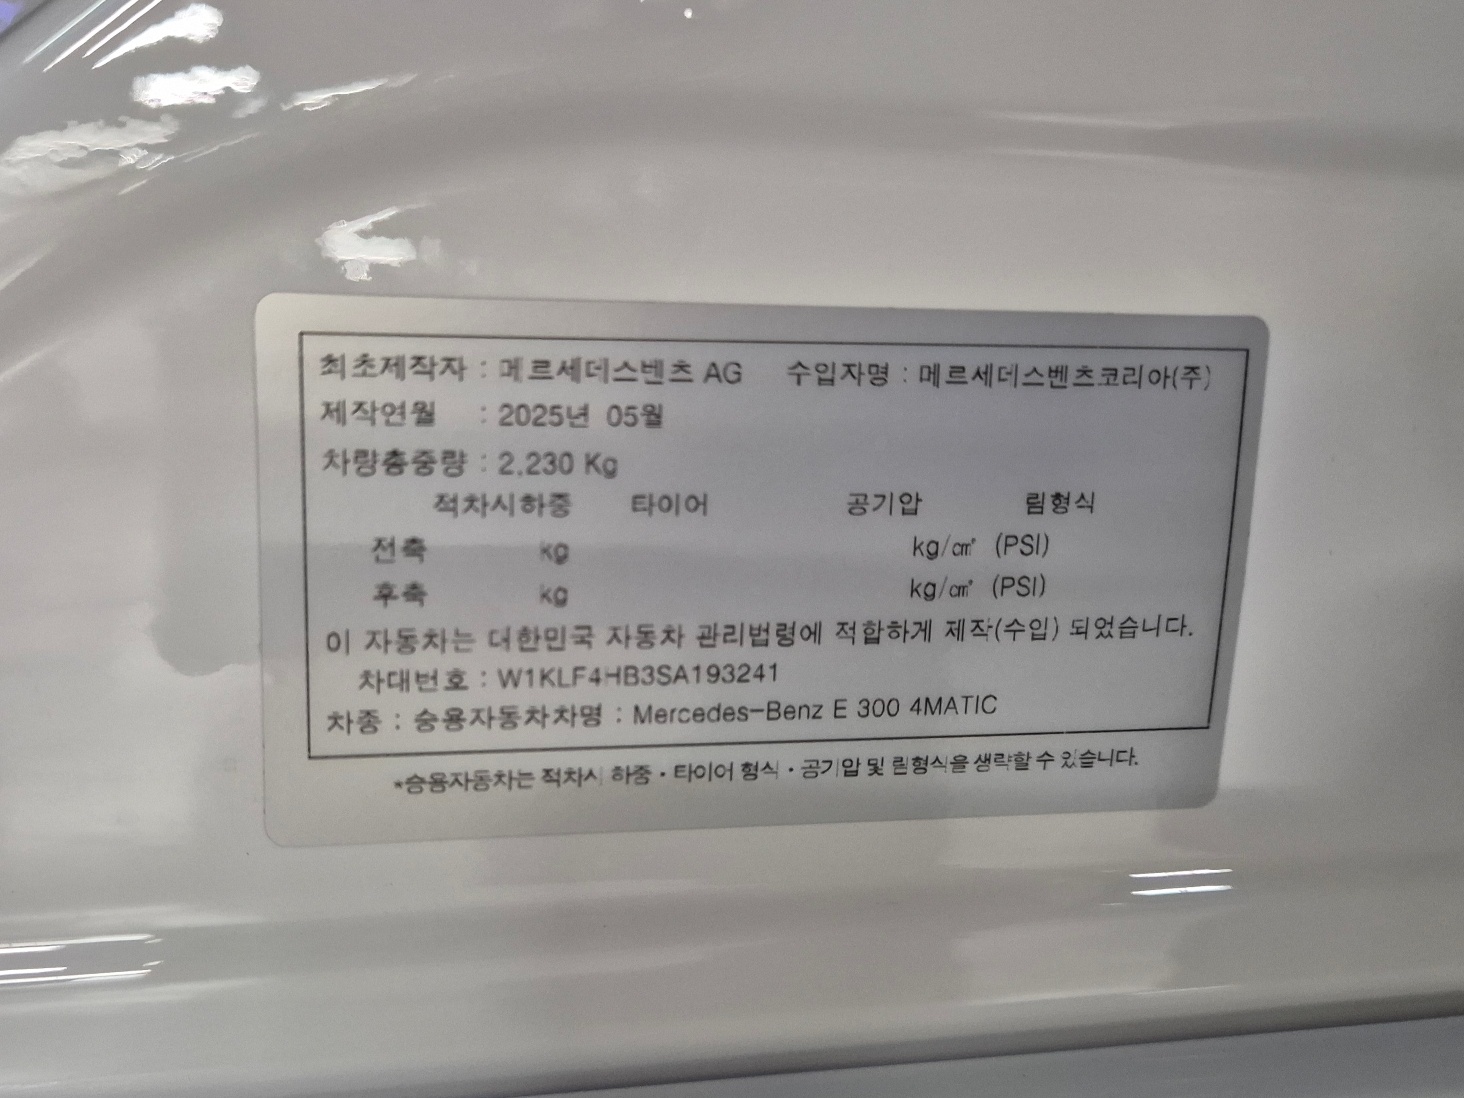 최초제작자 : 메르세데스벤츠 AG 수입자명 : 메르세데스벤츠코리아(주)
제작연월 : 2025년 05월
차량총중량 : 2,230 Kg
적차시하중 타이어 공기압 림형식
전축 kg kg/㎠ (PSI)
후축 kg kg/㎠ (PSI)
이 자동차는 대한민국 자동차 관리법령에 적합하게 제작(수입) 되었습니다.
차대번호 : W1KLF4HB3SA193241
차종 : 승용자동차차명 : Mercedes-Benz E 300 4MATIC
*승용자동차는 적차시 하중・타이어 형식・공기압 및 림형식을 생략할 수 있습니다.